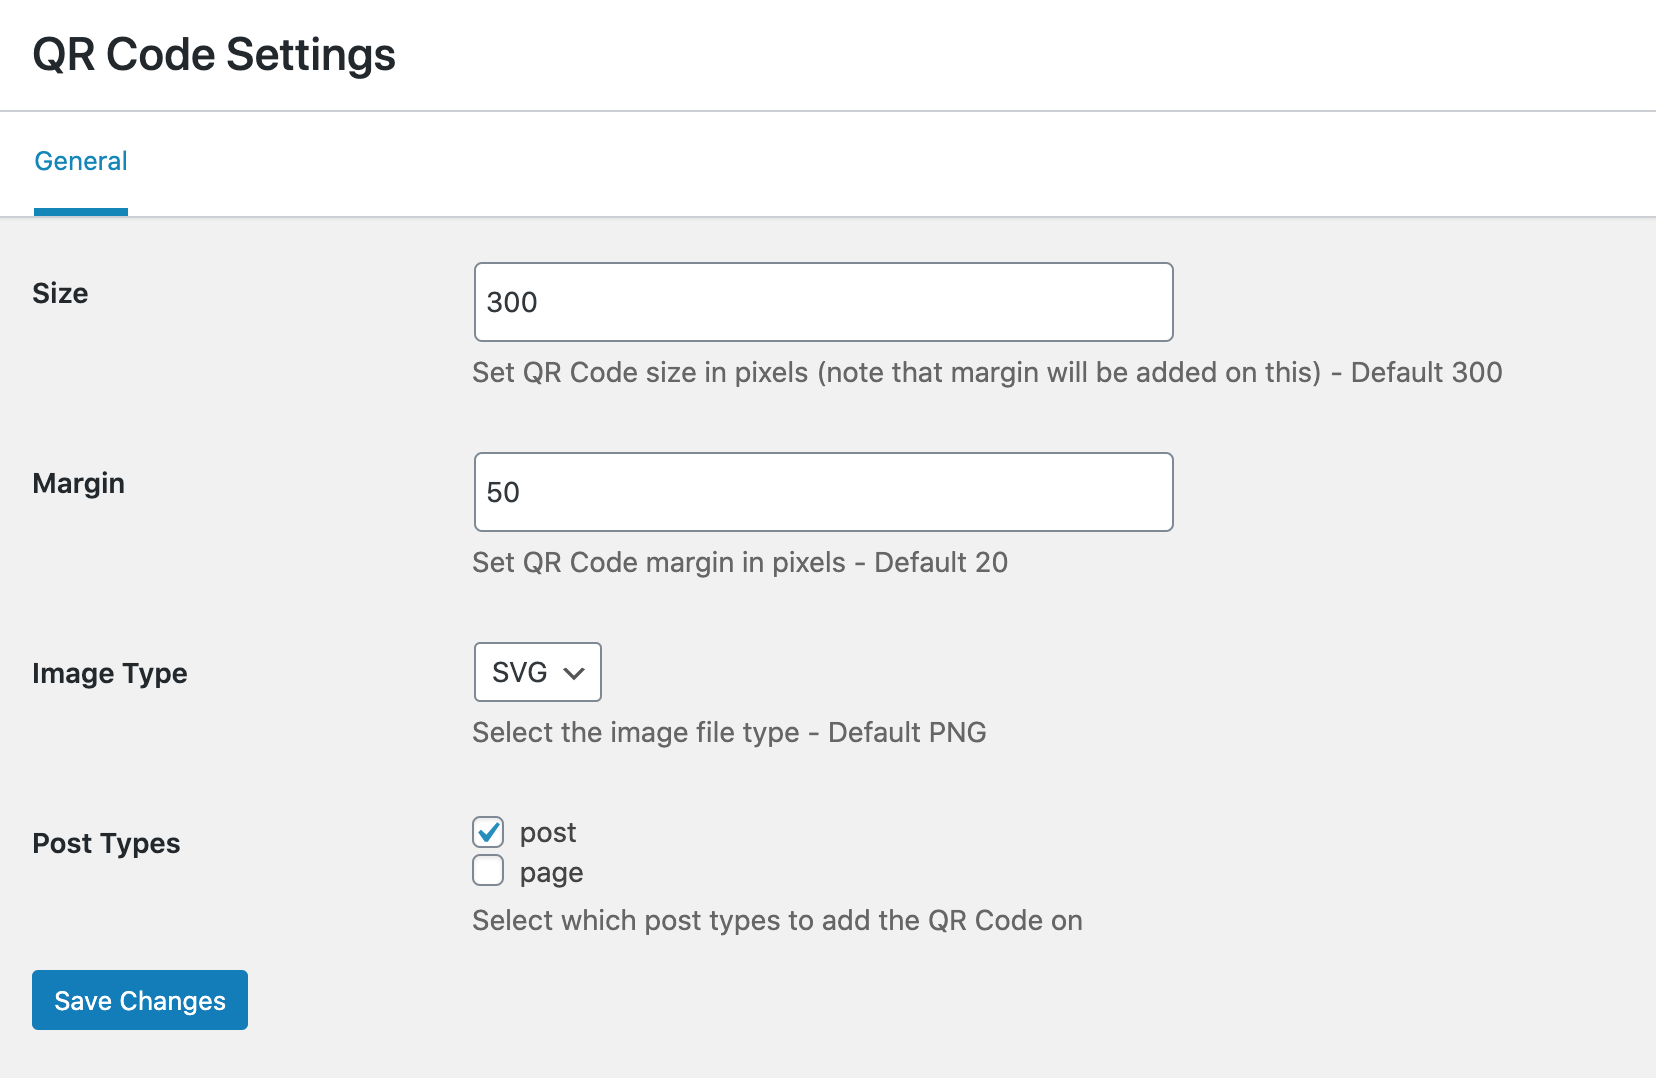 QR Code Settings
General
Size
300
Set QR Code size in pixels (note that margin will be added on this) - Default 300
Margin
50
Set QR Code margin in pixels - Default 20
Image Type
SVG
Select the image file type - Default PNG
Post Types
post
page
Select which post types to add the QR Code on
Save Changes